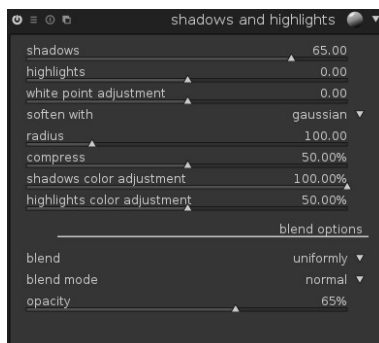 shadows and highlights
shadows 65.00
highlights 0.00
white point adjustment 0.00
soften with gaussian
radius 100.00
compress 50.00%
shadows color adjustment 100.00%
highlights color adjustment 50.00%
blend options
blend uniformly
blend mode normal
opacity 65%